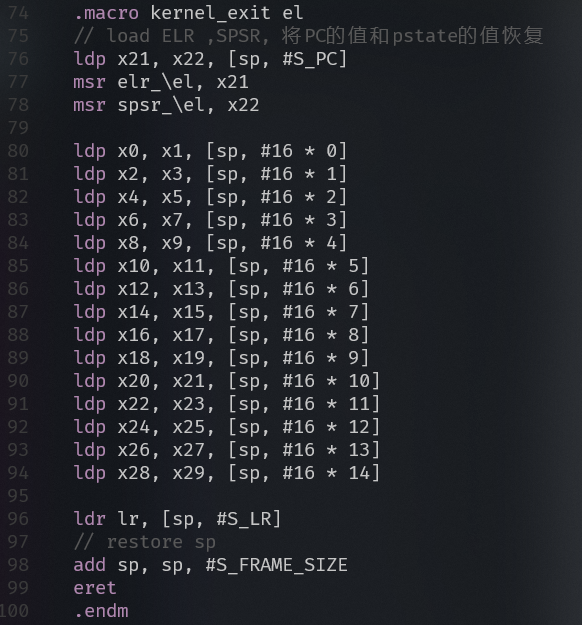 74 .macro kernel_exit el
75 // load ELR ,SPSR, 将PC的值和pstate的值恢复
76 ldp x21, x22, [sp, #S_PC]
77 msr elr_\el, x21
78 msr spsr_\el, x22
79
80 ldp x0, x1, [sp, #16 * 0]
81 ldp x2, x3, [sp, #16 * 1]
82 ldp x4, x5, [sp, #16 * 2]
83 ldp x6, x7, [sp, #16 * 3]
84 ldp x8, x9, [sp, #16 * 4]
85 ldp x10, x11, [sp, #16 * 5]
86 ldp x12, x13, [sp, #16 * 6]
87 ldp x14, x15, [sp, #16 * 7]
88 ldp x16, x17, [sp, #16 * 8]
89 ldp x18, x19, [sp, #16 * 9]
90 ldp x20, x21, [sp, #16 * 10]
91 ldp x22, x23, [sp, #16 * 11]
92 ldp x24, x25, [sp, #16 * 12]
93 ldp x26, x27, [sp, #16 * 13]
94 ldp x28, x29, [sp, #16 * 14]
95
96 ldr lr, [sp, #S_LR]
97 // restore sp
98 add sp, sp, #S_FRAME_SIZE
99 eret
100 .endm